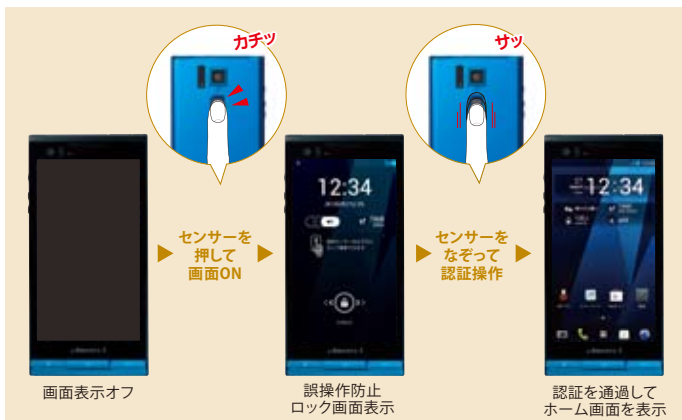 カチッ
サッ
12:34
12:34
センサーを
押して
画面ON
センサーを
なぞって
認証操作
画面表示オフ
誤操作防止
ロック画面表示
認証を通過して
ホーム画面を表示